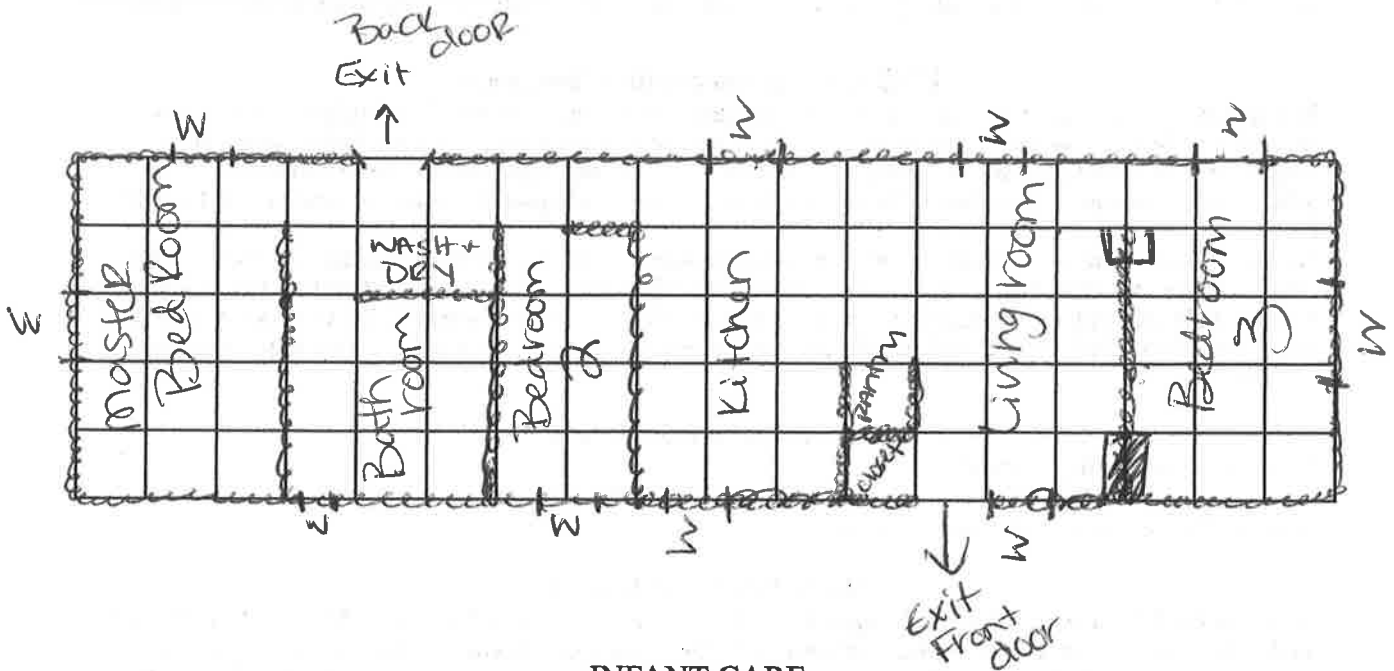 Back door
Exit
W
W
W
W
Master
Bed Room
WASH +
DRY
Bath
room
Bedroom
2
Kitchen
PANTRY
Closet
Living room
Bedroom
3
W
W
W
W
W
W
W
Exit
Front
door
INFANT CARE